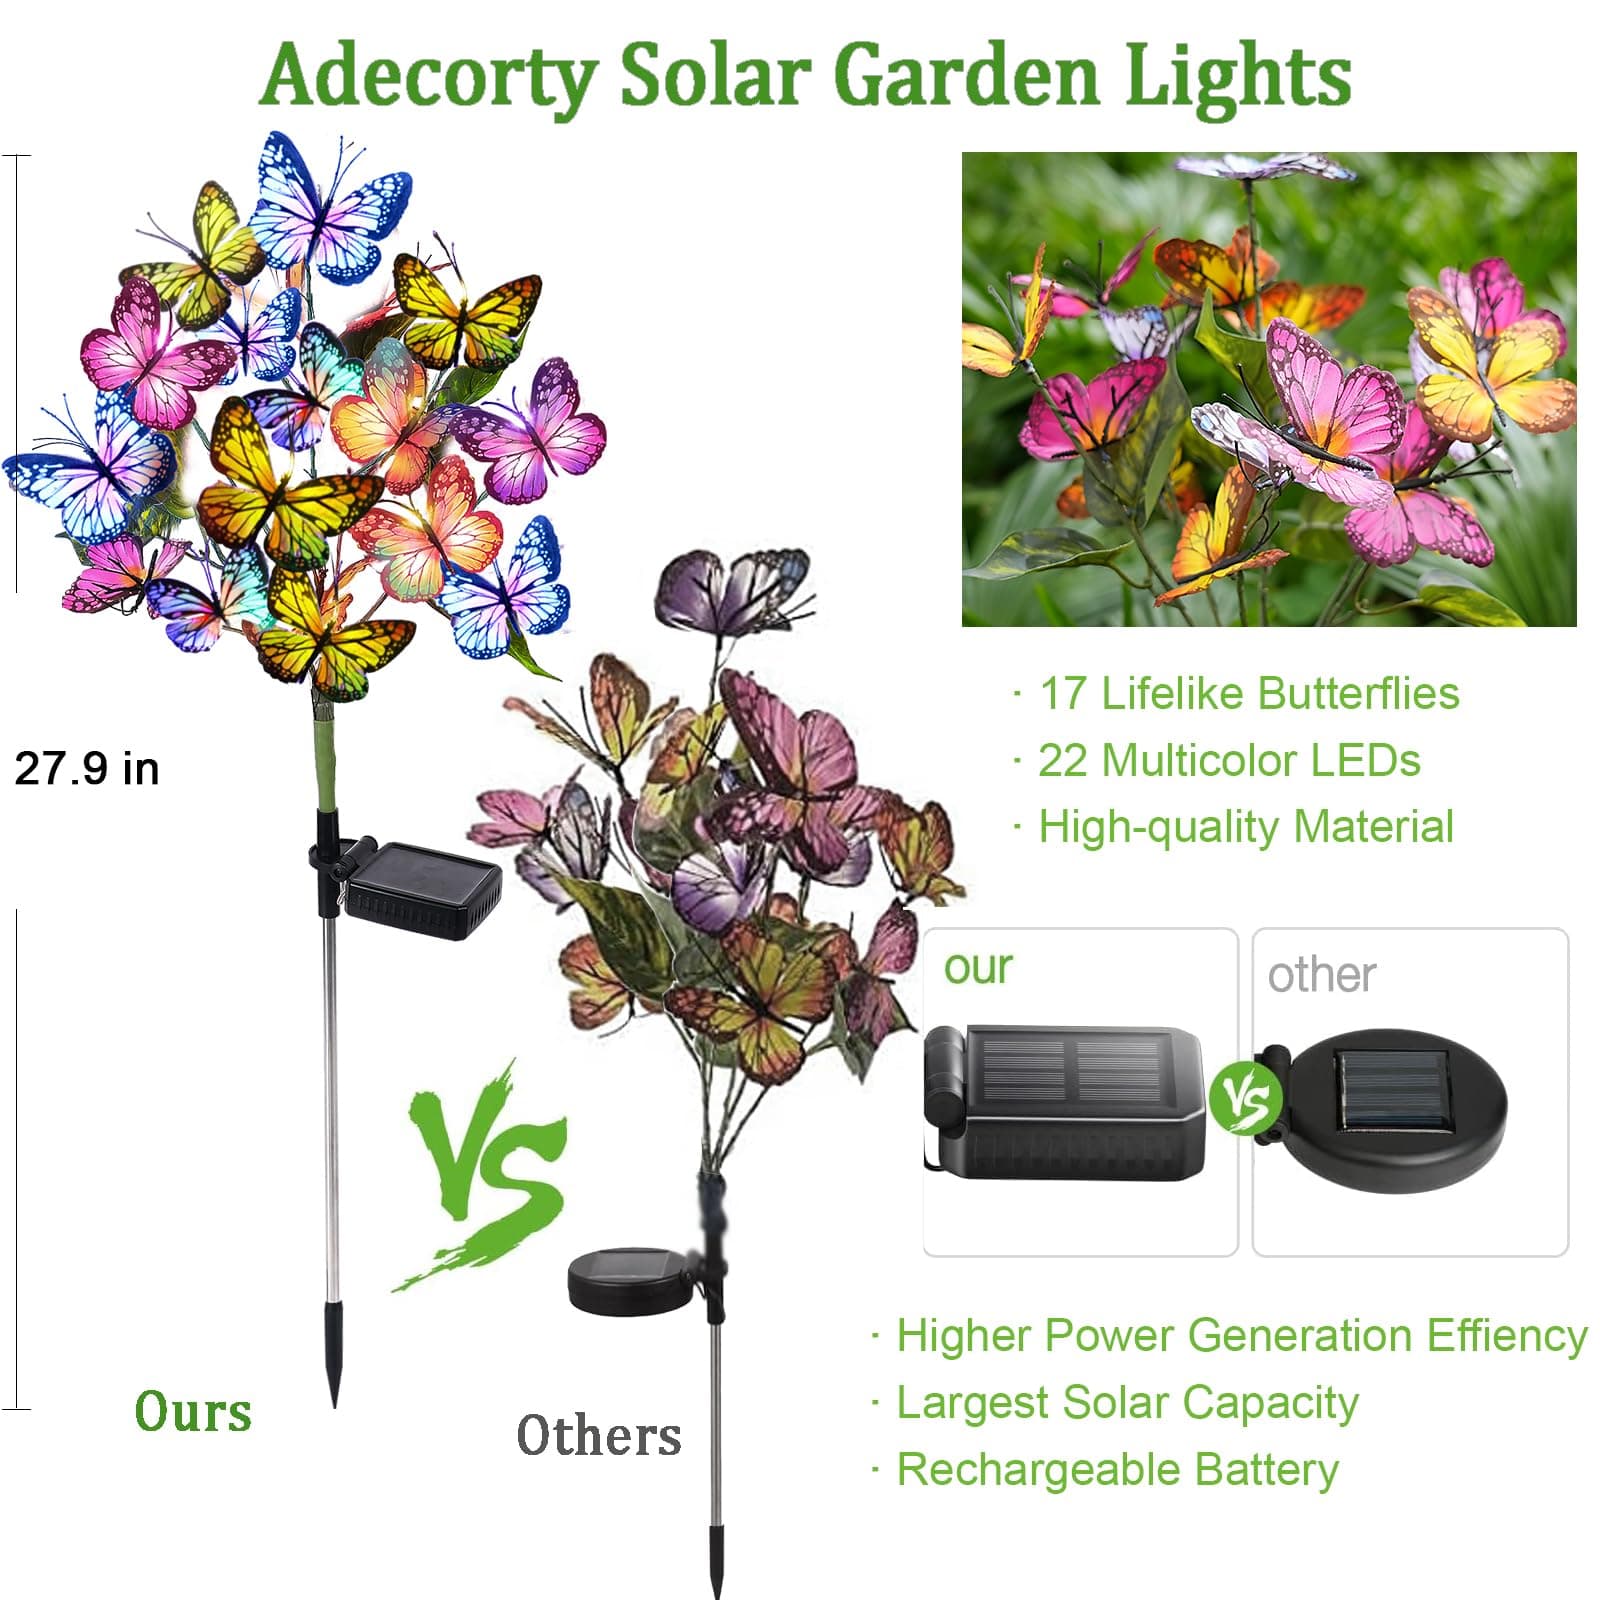 Adecorty Solar Garden Lights
27.9 in
· 17 Lifelike Butterflies
· 22 Multicolor LEDs
· High-quality Material
our
other
VS
VS
· Higher Power Generation Effiency
· Largest Solar Capacity
· Rechargeable Battery
Ours
Others